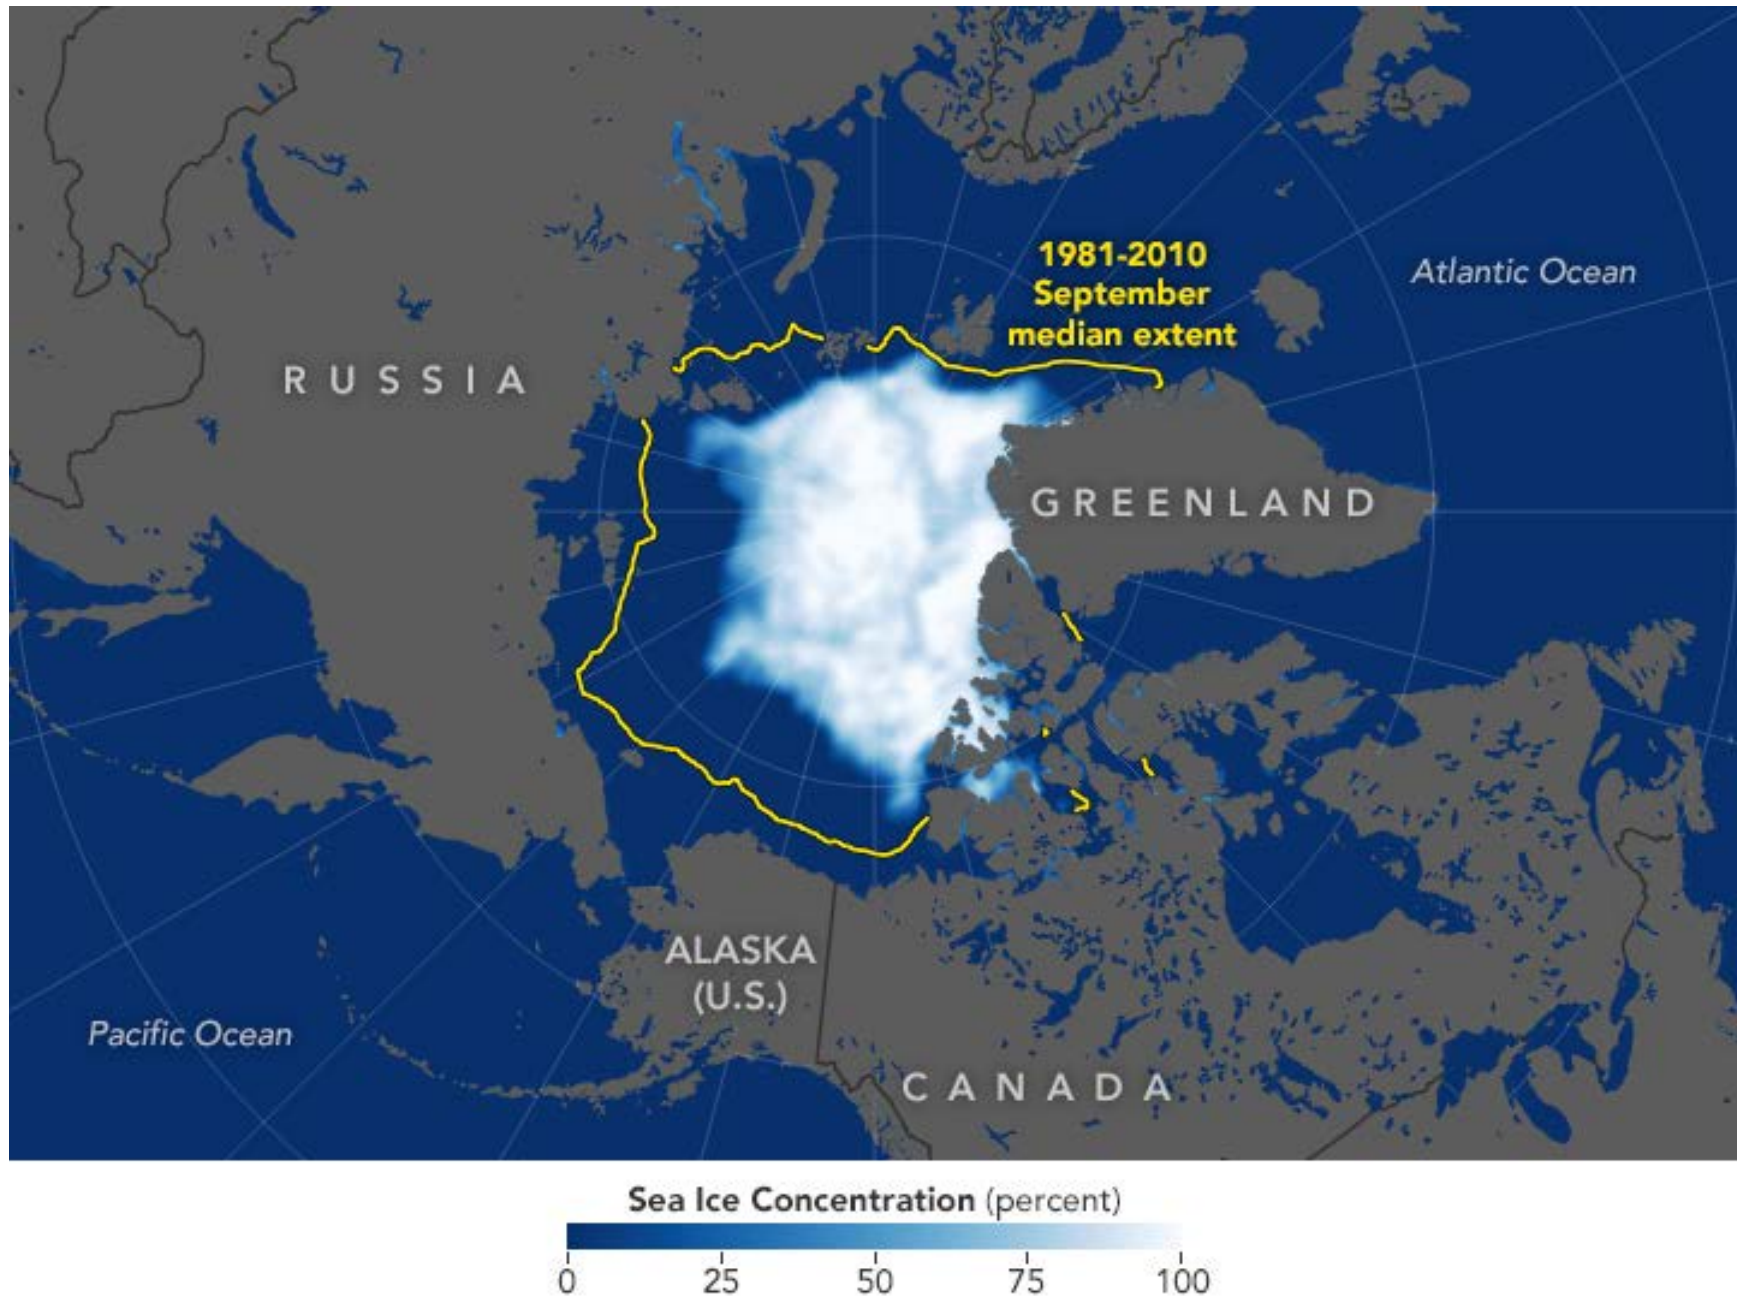 1981-2010
September
median extent
Atlantic Ocean
RUSSIA
GREENLAND
ALASKA
(U.S.)
Pacific Ocean
CANADA
Sea Ice Concentration (percent)
0 25 50 75 100